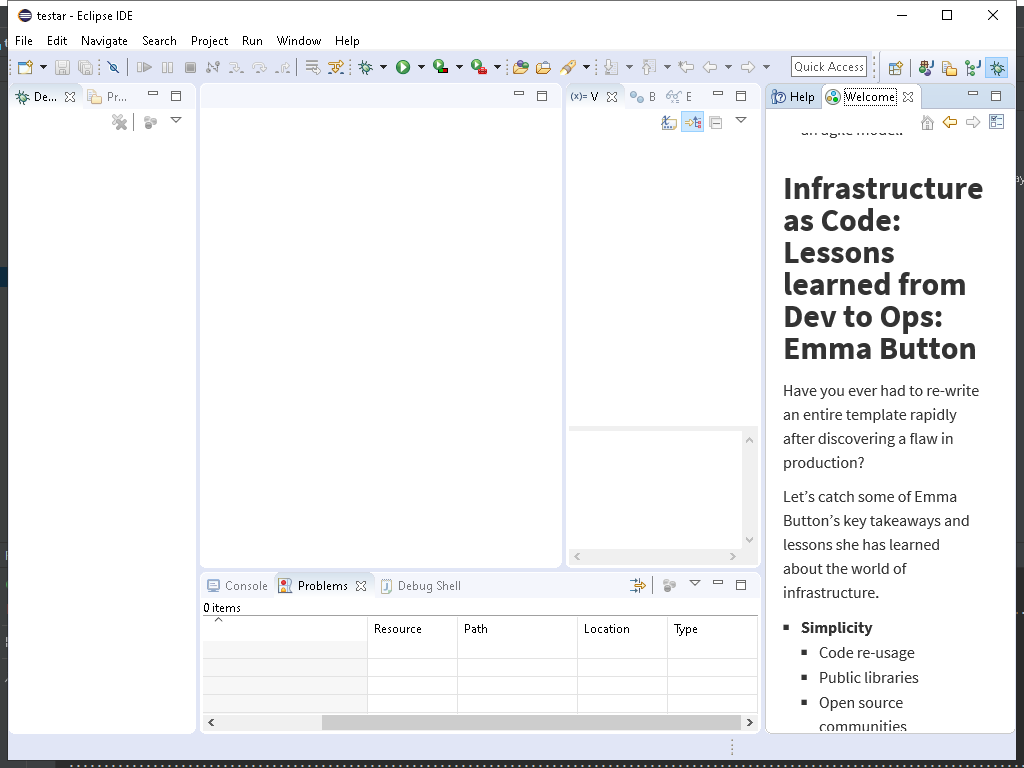 testar - Eclipse IDE
File Edit Navigate Search Project Run Window Help
Quick Access
De... Pr...
(x)= V B E
Help Welcome
an agile model.
Infrastructure
as Code:
Lessons
learned from
Dev to Ops:
Emma Button
Have you ever had to re-write
an entire template rapidly
after discovering a flaw in
production?
Let’s catch some of Emma
Button’s key takeaways and
lessons she has learned
about the world of
infrastructure.
▪ Simplicity
▪ Code re-usage
▪ Public libraries
▪ Open source
communities
Console Problems Debug Shell
0 items
Resource Path Location Type